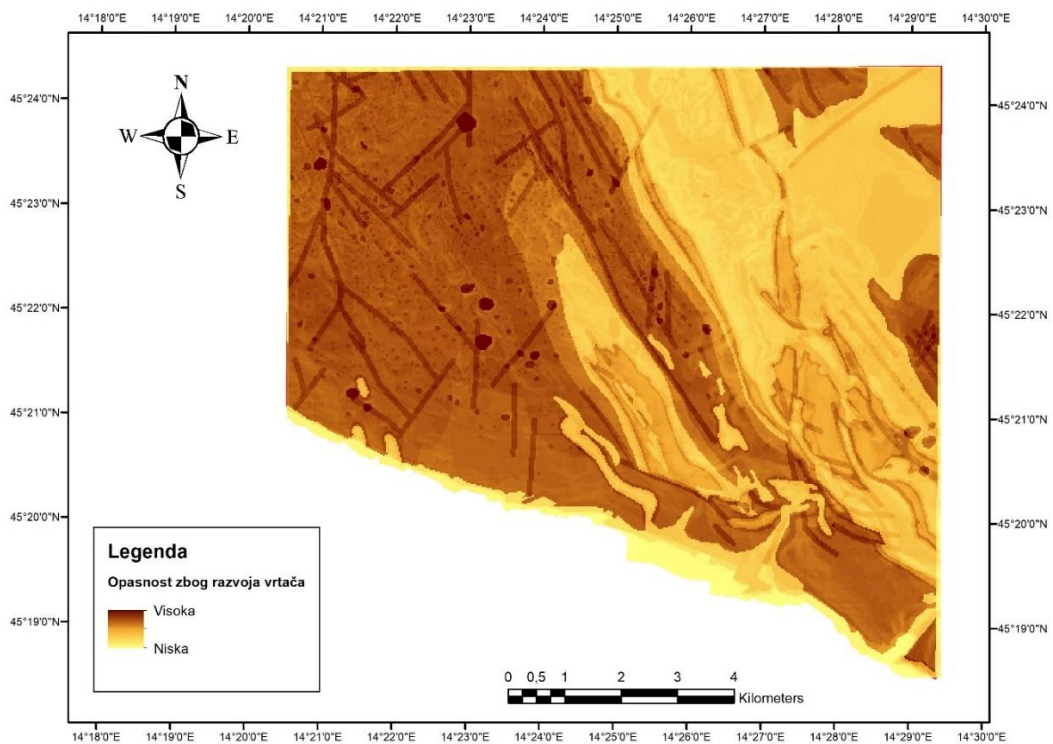 14°18'0"E 14°19'0"E 14°20'0"E 14°21'0"E 14°22'0"E 14°23'0"E 14°24'0"E 14°25'0"E 14°26'0"E 14°27'0"E 14°28'0"E 14°29'0"E 14°30'0"E
N
W E
S
45°24'0"N 45°24'0"N
45°23'0"N 45°23'0"N
45°22'0"N 45°22'0"N
45°21'0"N 45°21'0"N
45°20'0"N 45°20'0"N
45°19'0"N 45°19'0"N
Legenda
Opasnost zbog razvoja vrtača
Visoka
Niska
0 0,5 1 2 3 4
Kilometers
14°18'0"E 14°19'0"E 14°20'0"E 14°21'0"E 14°22'0"E 14°23'0"E 14°24'0"E 14°25'0"E 14°26'0"E 14°27'0"E 14°28'0"E 14°29'0"E 14°30'0"E